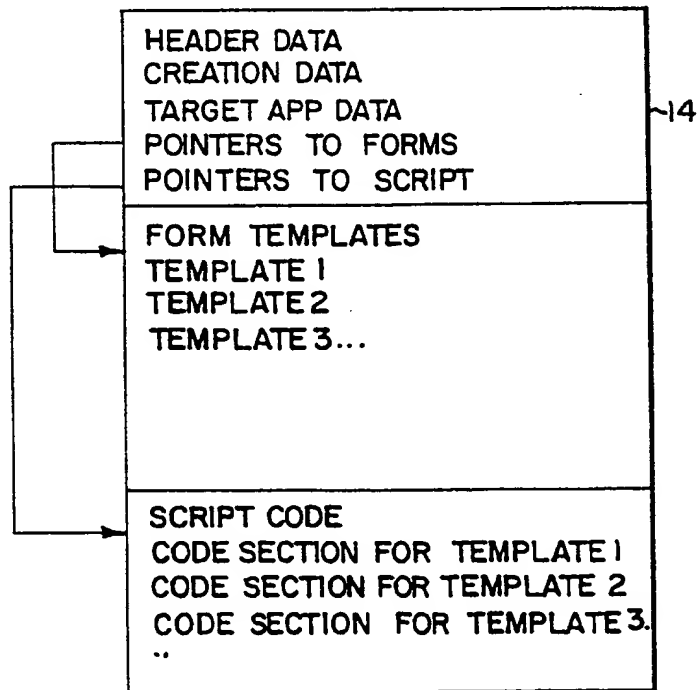 HEADER DATA
CREATION DATA
TARGET APP DATA
14
POINTERS TO FORMS
POINTERS TO SCRIPT
FORM TEMPLATES
TEMPLATE 1
TEMPLATE 2
TEMPLATE 3...
SCRIPT CODE
CODE SECTION FOR TEMPLATE 1
CODE SECTION FOR TEMPLATE 2
CODE SECTION FOR TEMPLATE 3.
..